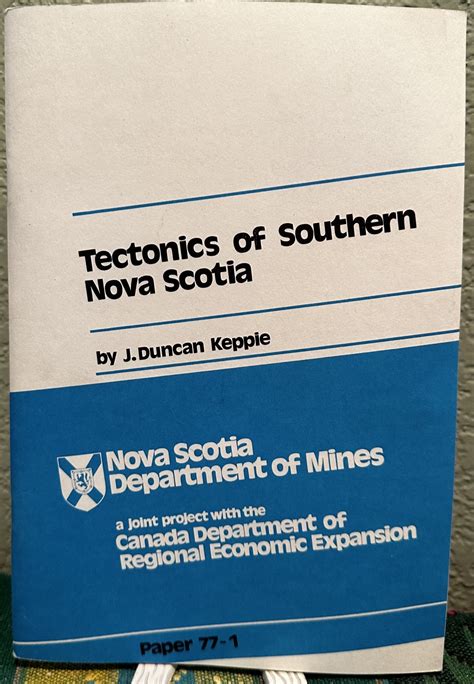 Tectonics of Southern
Nova Scotia
by J. Duncan Keppie
Nova Scotia
Department of Mines
a joint project with the
Canada Department of
Regional Economic Expansion
Paper 77-1